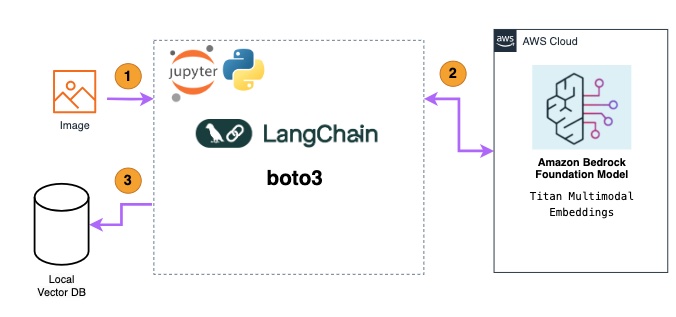 1
2
3
aws
AWS Cloud
jupyter
Image
LangChain
boto3
Amazon Bedrock
Foundation Model
Titan Multimodal
Embeddings
Local
Vector DB